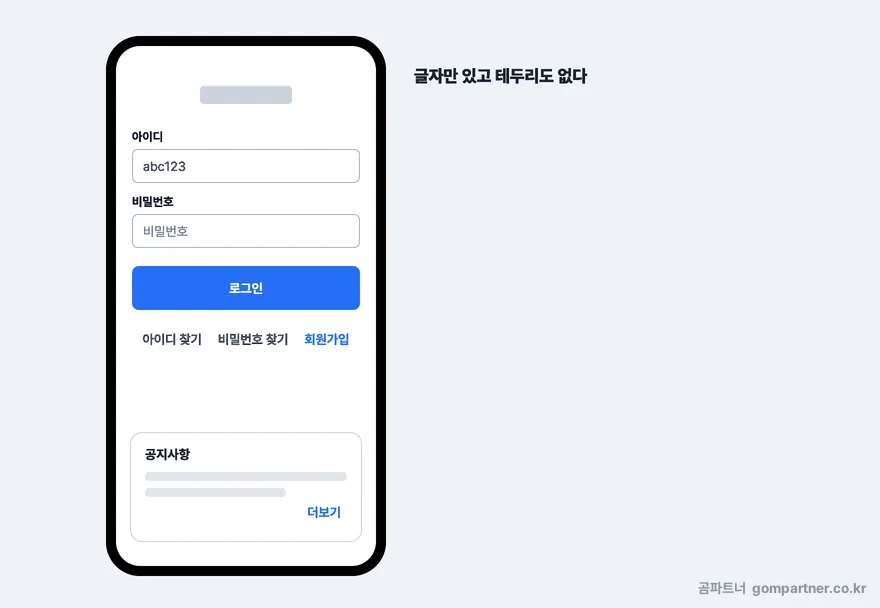 글자만 있고 테두리도 없다
아이디
abc123
비밀번호
비밀번호
로그인
아이디 찾기 비밀번호 찾기 회원가입
공지사항
더보기
곰파트너 gompartner.co.kr